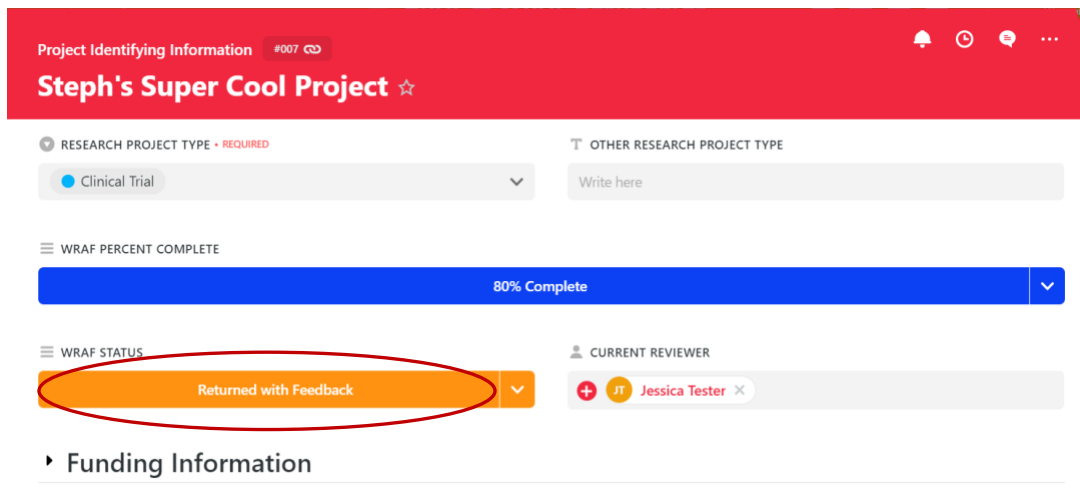 Project Identifying Information #007
Steph's Super Cool Project
RESEARCH PROJECT TYPE • REQUIRED
OTHER RESEARCH PROJECT TYPE
Clinical Trial
Write here
WRAF PERCENT COMPLETE
80% Complete
WRAF STATUS
CURRENT REVIEWER
Returned with Feedback
JT Jessica Tester
Funding Information